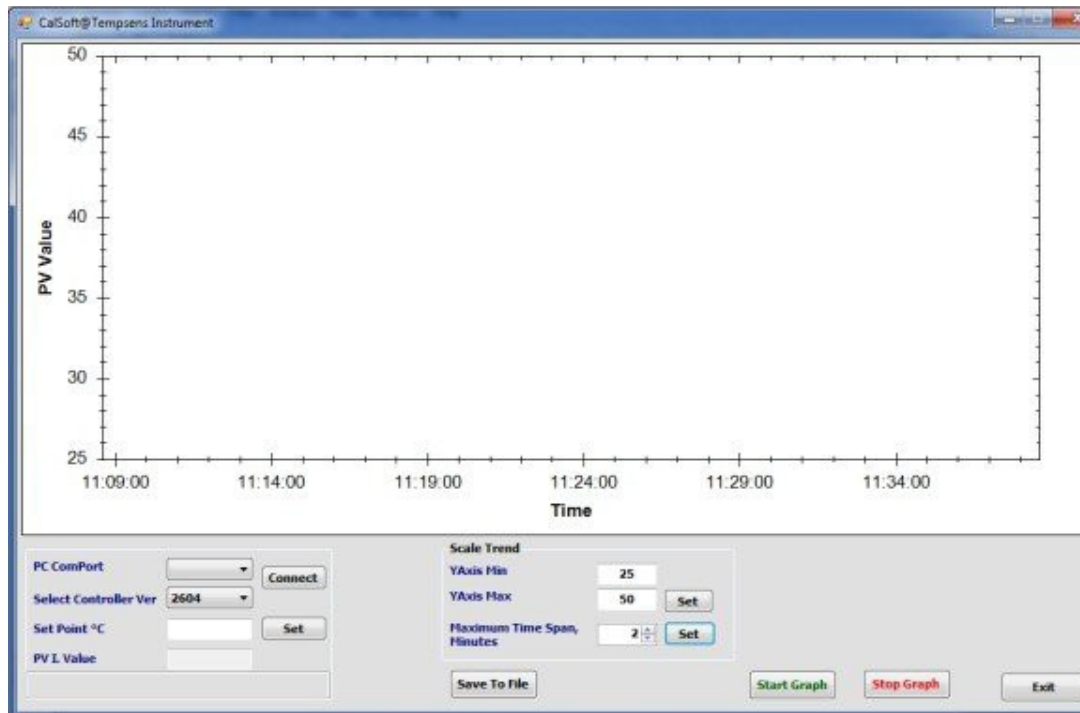 CalSoft@Tempsens Instrument
50
45
40
35
30
25
PV Value
11:09:00 11:14:00 11:19:00 11:24:00 11:29:00 11:34:00
Time
PC ComPort
Connect
Select Controller Ver 2604
Set Point °C Set
PV I. Value
Scale Trend
YAxis Min 25
YAxis Max 50 Set
Maximum Time Span, Minutes 2 Set
Save To File Start Graph Stop Graph Exit